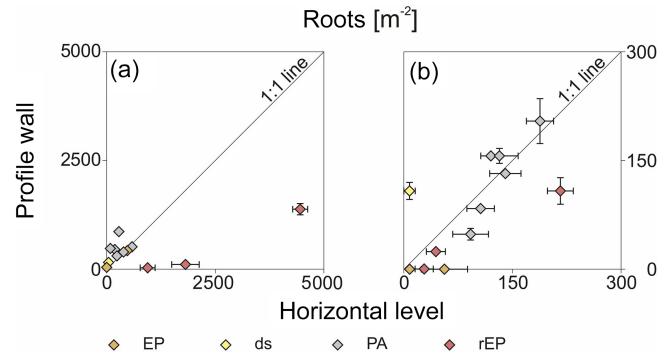 Roots [m⁻²]
5000
(a)
1:1 line
(b)
1:1 line
300
Profile wall
2500
150
0
0
0
2500
5000
0
150
300
Horizontal level
EP
ds
PA
rEP